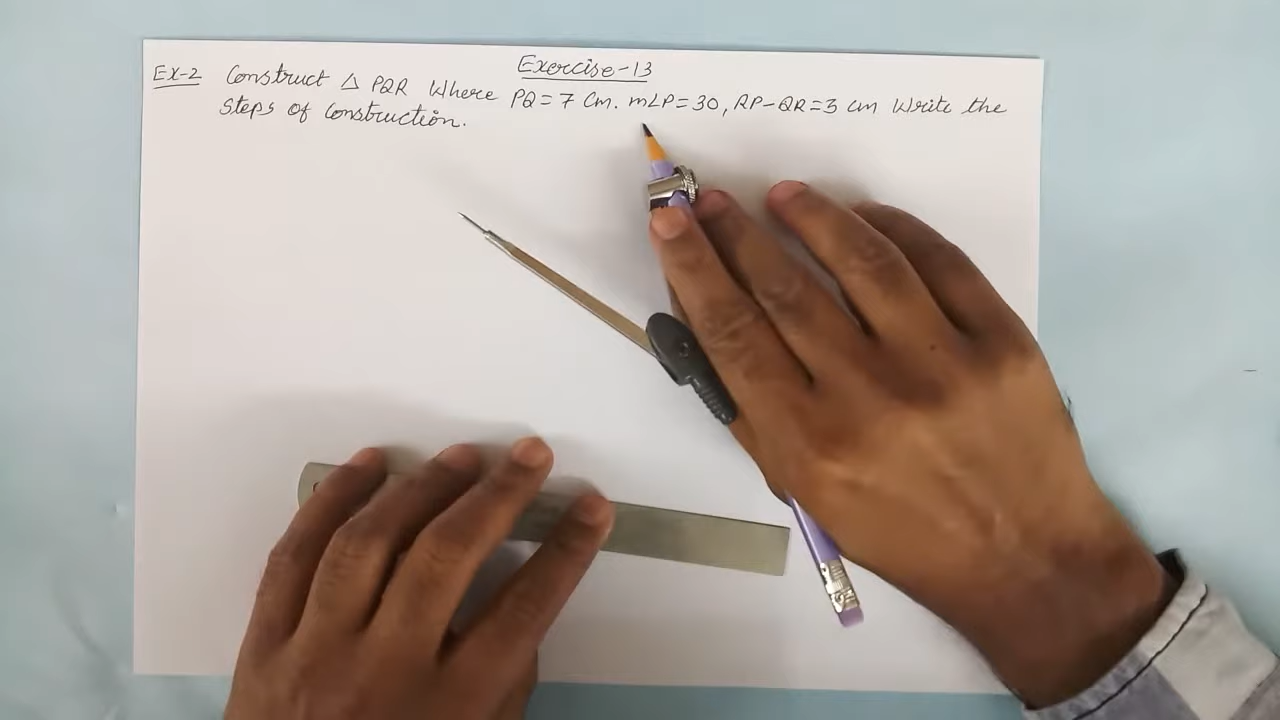 Exercise-13
Ex-2 Construct △ PQR Where PQ = 7 Cm. m∠P = 30, RP-QR = 3 cm Write the
steps of construction.